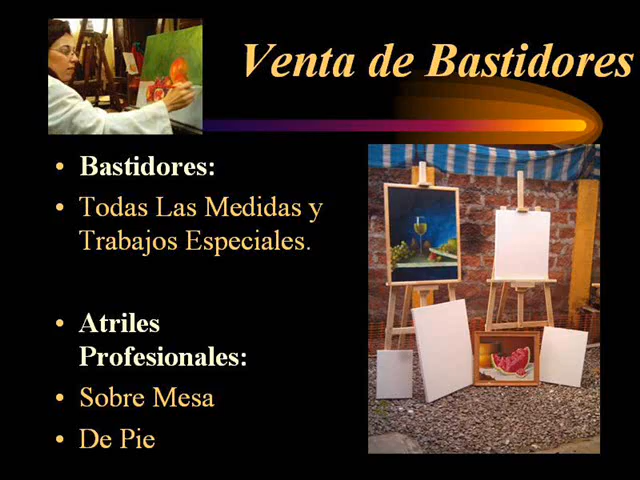 Venta de Bastidores
• Bastidores:
• Todas Las Medidas y
Trabajos Especiales.
• Atriles
Profesionales:
• Sobre Mesa
• De Pie